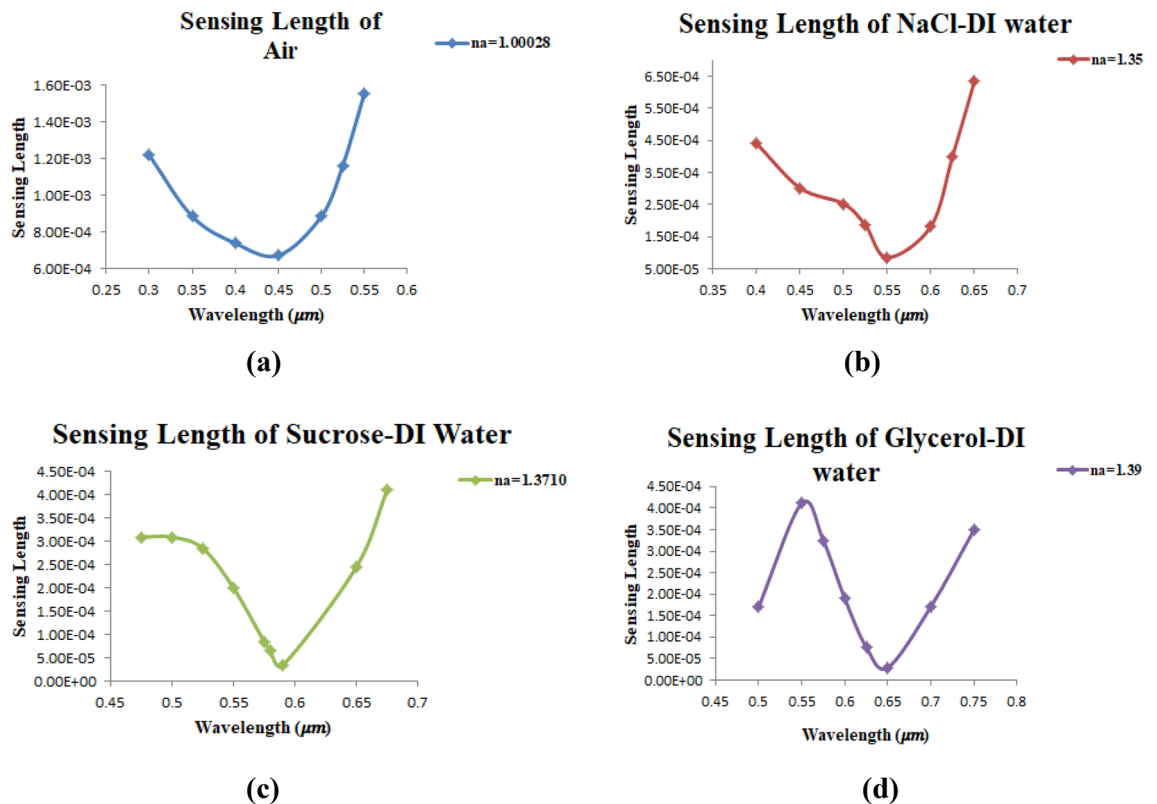 Sensing Length of
Air
na=1.00028
Sensing Length
1.60E-03
1.40E-03
1.20E-03
1.00E-03
8.00E-04
6.00E-04
0.25 0.3 0.35 0.4 0.45 0.5 0.55 0.6
Wavelength (μm)
(a)
Sensing Length of NaCl-DI water
na=1.35
Sensing Length
6.50E-04
4.50E-04
2.50E-04
1.50E-04
5.00E-05
0.35 0.4 0.45 0.5 0.55 0.6 0.65 0.7
Wavelength (μm)
(b)
Sensing Length of Sucrose-DI Water
na=1.3710
Sensing Length
4.50E-04
4.00E-04
3.50E-04
3.00E-04
2.50E-04
2.00E-04
1.50E-04
1.00E-04
5.00E-05
0.00E+00
0.45 0.5 0.55 0.6 0.65 0.7
Wavelength (μm)
(c)
Sensing Length of Glycerol-DI
water
na=1.39
Sensing Length
4.50E-04
4.00E-04
3.50E-04
3.00E-04
2.50E-04
2.00E-04
1.50E-04
1.00E-04
5.00E-05
0.00E+00
0.45 0.5 0.55 0.6 0.65 0.7 0.75 0.8
Wavelength (μm)
(d)